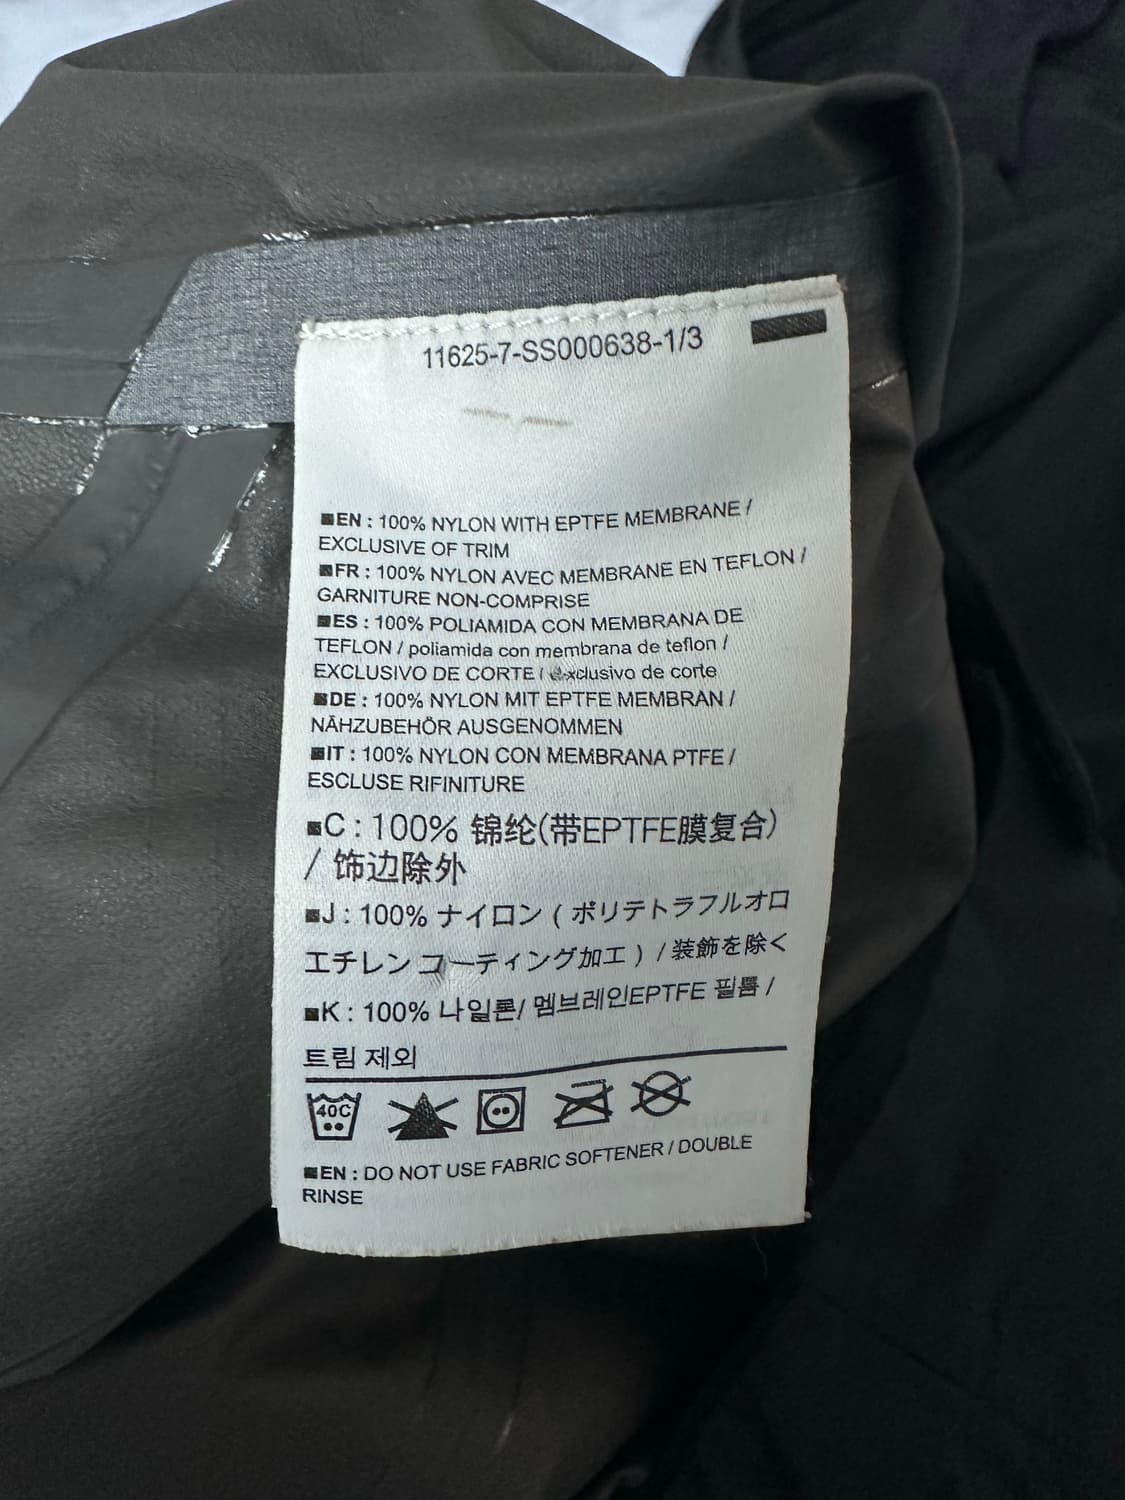 11625-7-SS000638-1/3
■EN : 100% NYLON WITH EPTFE MEMBRANE /
EXCLUSIVE OF TRIM
■FR : 100% NYLON AVEC MEMBRANE EN TEFLON /
GARNITURE NON-COMPRISE
■ES : 100% POLIAMIDA CON MEMBRANA DE
TEFLON / poliamida con membrana de teflon /
EXCLUSIVO DE CORTE / exclusivo de corte
■DE : 100% NYLON MIT EPTFE MEMBRAN /
NÄHZUBEHÖR AUSGENOMMEN
■IT : 100% NYLON CON MEMBRANA PTFE /
ESCLUSE RIFINITURE
■C : 100% 锦纶(带EPTFE膜复合)
/ 饰边除外
■J : 100% ナイロン ( ポリテトラフルオロ
エチレン コーティング加工 ) / 装飾を除く
■K : 100% 나일론/ 멤브레인EPTFE 필름 /
트림 제외
40C
■EN : DO NOT USE FABRIC SOFTENER / DOUBLE
RINSE